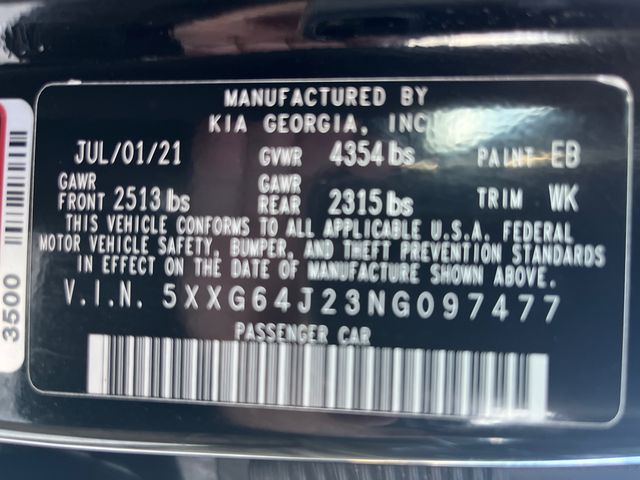 MANUFACTURED BY
KIA GEORGIA, INC
JUL/01/21 GVWR 4354 lbs PAINT EB
GAWR FRONT 2513 lbs GAWR REAR 2315 lbs TRIM WK
THIS VEHICLE CONFORMS TO ALL APPLICABLE U.S.A. FEDERAL
MOTOR VEHICLE SAFETY, BUMPER, AND THEFT PREVENTION STANDARDS
IN EFFECT ON THE DATE OF MANUFACTURE SHOWN ABOVE.
V.I.N. 5XXG64J23NG097477
PASSENGER CAR
3500